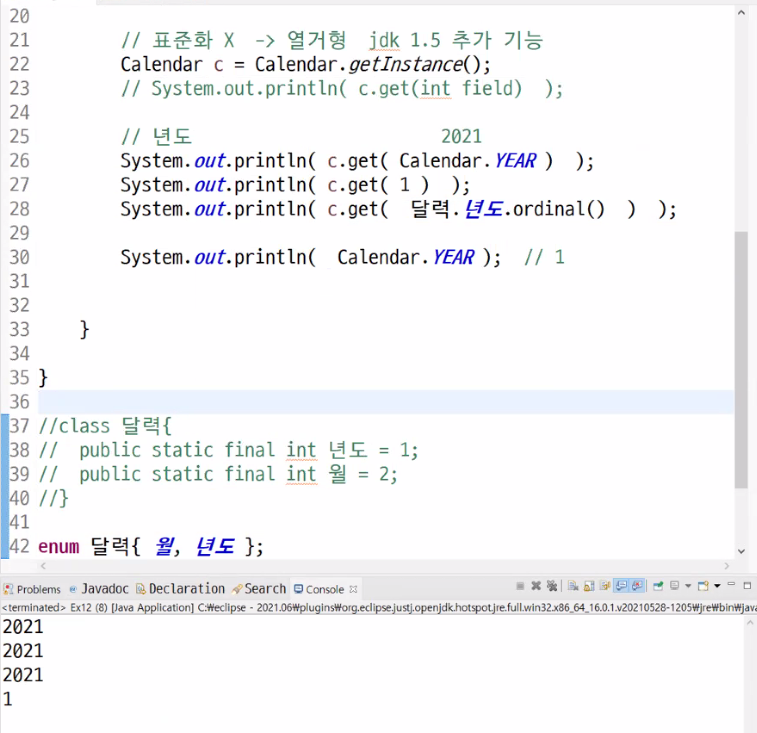 20
21 // 표준화 X -> 열거형 jdk 1.5 추가 기능
22 Calendar c = Calendar.getInstance();
23 // System.out.println( c.get(int field) );
24
25 // 년도 2021
26 System.out.println( c.get( Calendar.YEAR ) );
27 System.out.println( c.get( 1 ) );
28 System.out.println( c.get( 달력.년도.ordinal() ) );
29
30 System.out.println( Calendar.YEAR ); // 1
31
32
33 }
34
35 }
36
37 //class 달력{
38 // public static final int 년도 = 1;
39 // public static final int 월 = 2;
40 //}
41
42 enum 달력{ 월, 년도 };
Problems @ Javadoc Declaration Search Console
<terminated> Ex12 (8) [Java Application] C:₩eclipse - 2021.06₩plugins₩org.eclipse.justj.openjdk.hotspot.jre.full.win32.x86_64_16.0.1.v20210528-1205₩jre₩bin₩java
2021
2021
2021
1